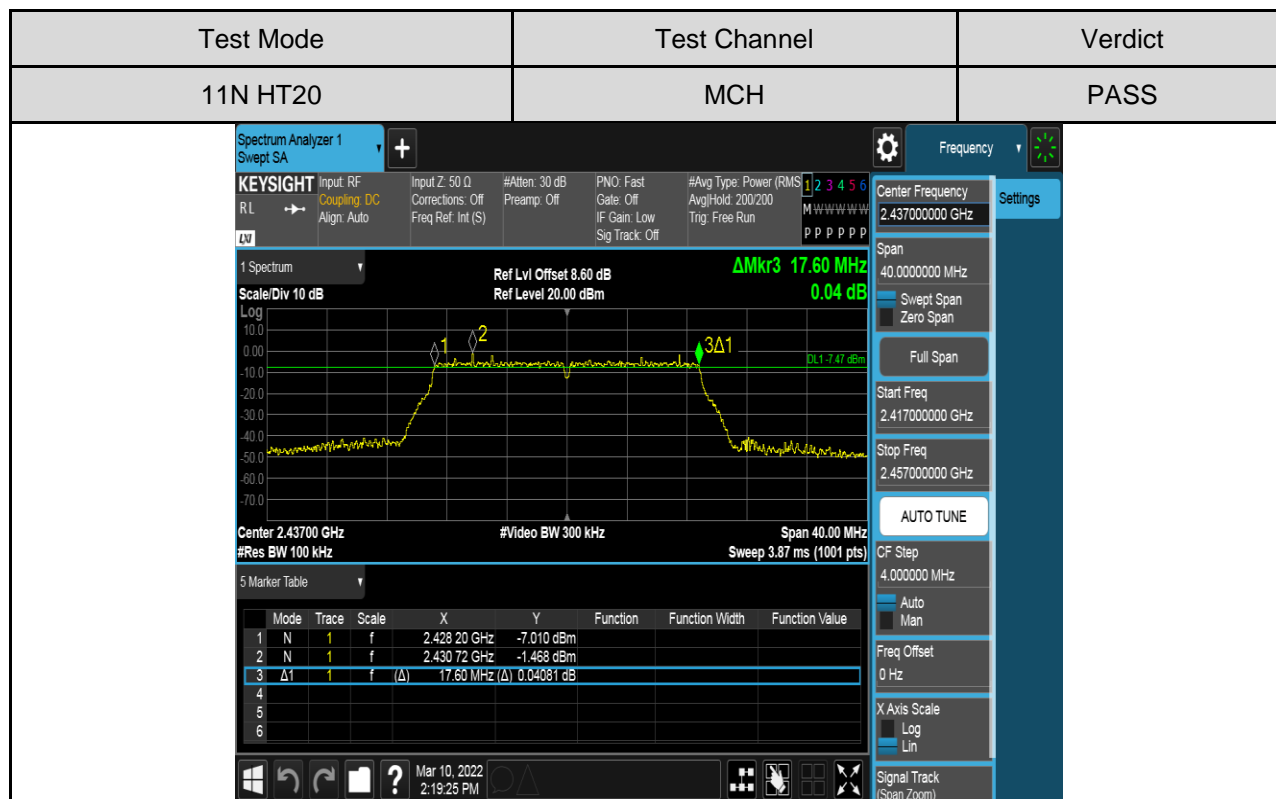 Test Mode Test Channel Verdict
11N HT20 MCH PASS
Spectrum Analyzer 1
Swept SA
+
Frequency
KEYSIGHT Input: RF Input Z: 50 Ω #Atten: 30 dB PNO: Fast #Avg Type: Power (RMS 1 2 3 4 5 6
RL Coupling: DC Corrections: Off Preamp: Off Gate: Off Avg|Hold: 200/200 M W W W W W
Align: Auto Freq Ref: Int (S) IF Gain: Low Trig: Free Run
LXI Sig Track: Off P P P P P P
Center Frequency
2.437000000 GHz
Settings
Span
40.0000000 MHz
Swept Span
Zero Span
Full Span
Start Freq
2.417000000 GHz
Stop Freq
2.457000000 GHz
AUTO TUNE
CF Step
4.000000 MHz
Auto
Man
Freq Offset
0 Hz
X Axis Scale
Log
Lin
Signal Track
(Span Zoom)
1 Spectrum
Ref Lvl Offset 8.60 dB
ΔMkr3 17.60 MHz
Scale/Div 10 dB Ref Level 20.00 dBm 0.04 dB
Log
10.0
0.00
-10.0
-20.0
-30.0
-40.0
-50.0
-60.0
-70.0
1
2
3Δ1
DL1 -7.47 dBm
Center 2.43700 GHz #Video BW 300 kHz Span 40.00 MHz
#Res BW 100 kHz Sweep 3.87 ms (1001 pts)
5 Marker Table
Mode Trace Scale X Y Function Function Width Function Value
1 N 1 f 2.428 20 GHz -7.010 dBm
2 N 1 f 2.430 72 GHz -1.468 dBm
3 Δ1 1 f (Δ) 17.60 MHz (Δ) 0.04081 dB
4
5
6
?
Mar 10, 2022
2:19:25 PM